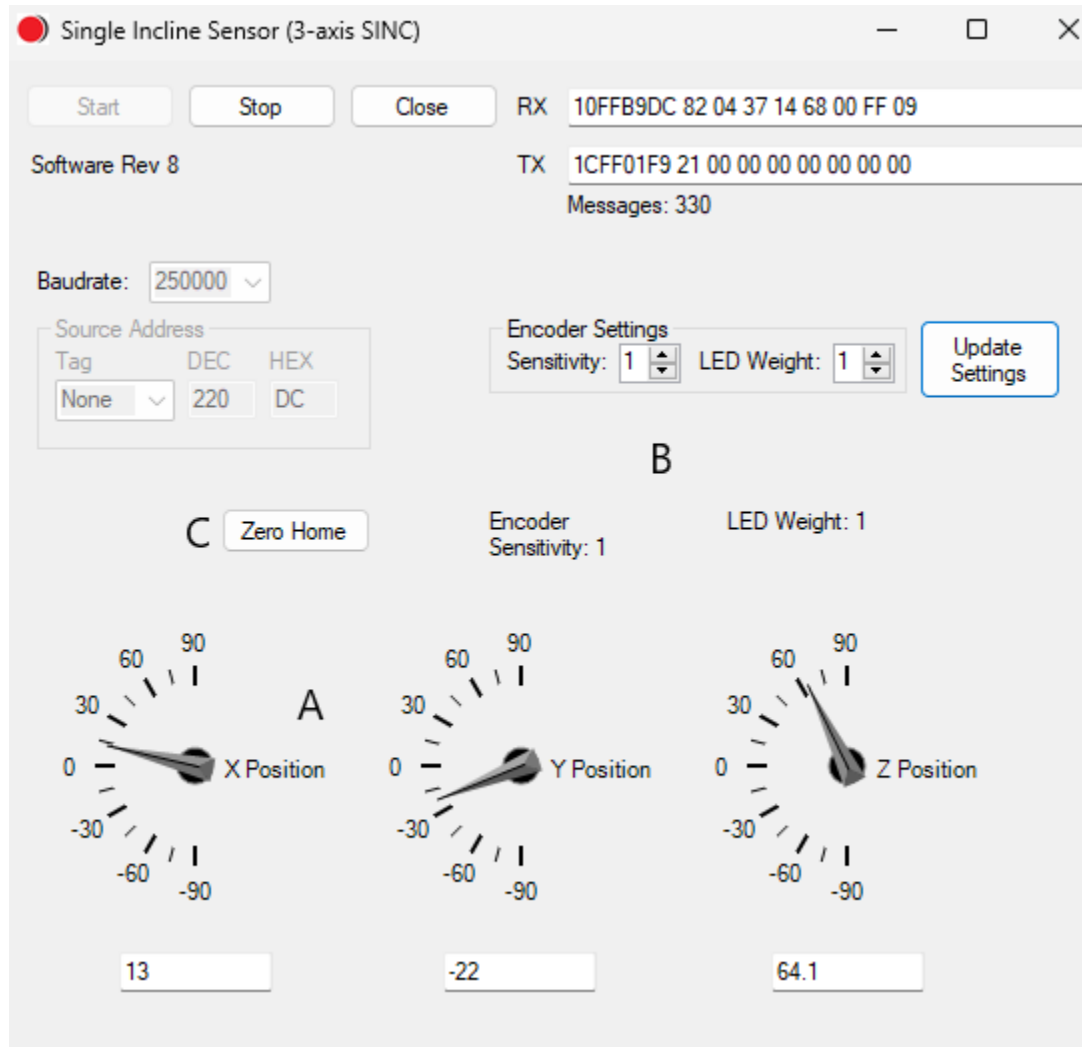 Single Incline Sensor (3-axis SINC)
Start Stop Close RX 10FFB9DC 82 04 37 14 68 00 FF 09
Software Rev 8 TX 1CFF01F9 21 00 00 00 00 00 00 00
Messages: 330
Baudrate: 250000
Source Address
Tag DEC HEX
None 220 DC
Encoder Settings
Sensitivity: 1 LED Weight: 1
Update
Settings
B
C Zero Home
Encoder
Sensitivity: 1
LED Weight: 1
90
60
30
0
-30
-60
-90
A
X Position
90
60
30
0
-30
-60
-90
Y Position
90
60
30
0
-30
-60
-90
Z Position
13 -22 64.1